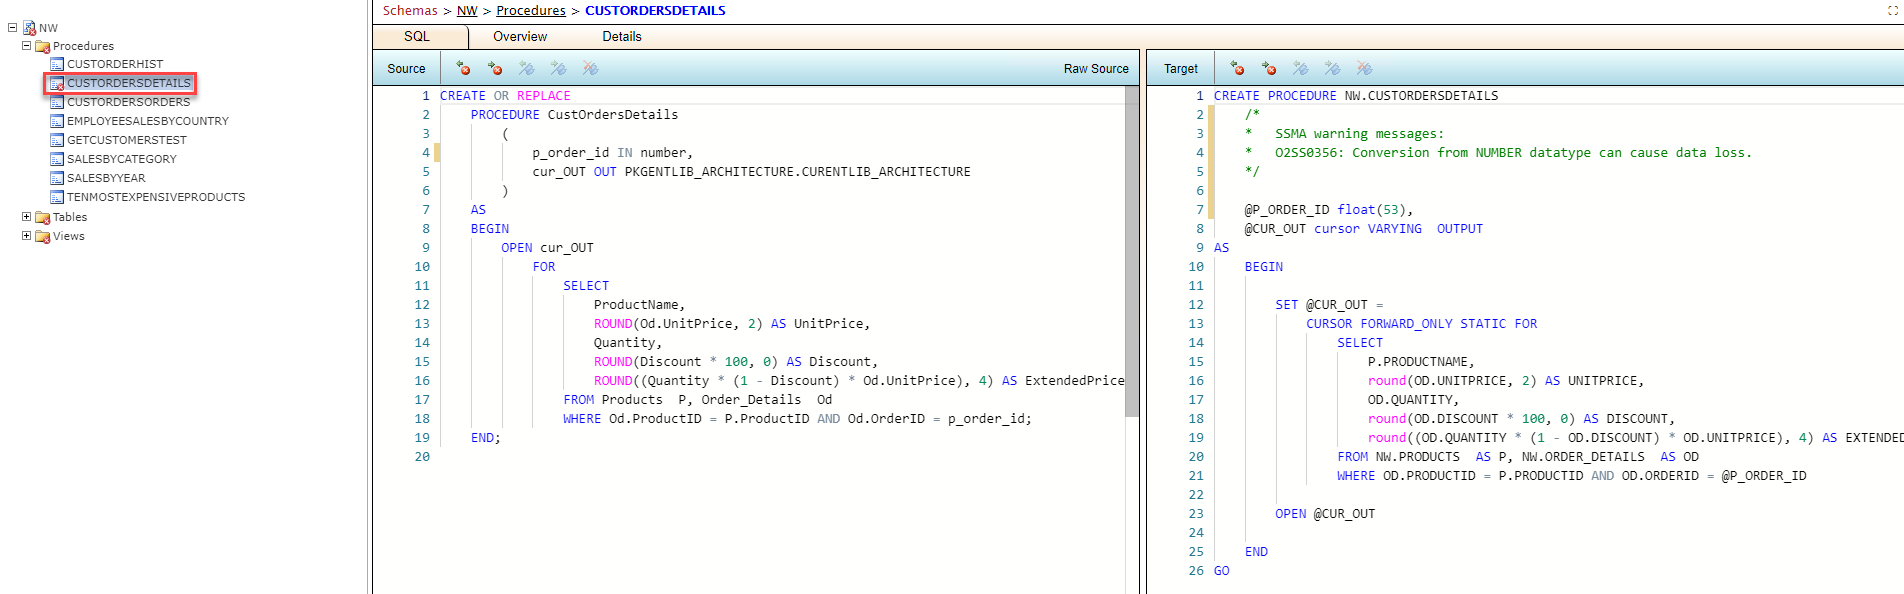 NW
Procedures
CUSTORDERHIST
CUSTORDERSDETAILS
CUSTORDERSORDERS
EMPLOYEESALESBYCOUNTRY
GETCUSTOMERSTEST
SALESBYCATEGORY
SALESBYYEAR
TENMOSTEXPENSIVEPRODUCTS
Tables
Views
Schemas > NW > Procedures > CUSTORDERSDETAILS
SQL Overview Details
Source Raw Source
1 CREATE OR REPLACE
2 PROCEDURE CustOrdersDetails
3 (
4 p_order_id IN number,
5 cur_OUT OUT PKGENTLIB_ARCHITECTURE.CURENTLIB_ARCHITECTURE
6 )
7 AS
8 BEGIN
9 OPEN cur_OUT
10 FOR
11 SELECT
12 ProductName,
13 ROUND(Od.UnitPrice, 2) AS UnitPrice,
14 Quantity,
15 ROUND(Discount * 100, 0) AS Discount,
16 ROUND((Quantity * (1 - Discount) * Od.UnitPrice), 4) AS ExtendedPrice
17 FROM Products  P, Order_Details  Od
18 WHERE Od.ProductID = P.ProductID AND Od.OrderID = p_order_id;
19 END;
20
Target
1 CREATE PROCEDURE NW.CUSTORDERSDETAILS
2 /*
3 *   SSMA warning messages:
4 *   O2SS0356: Conversion from NUMBER datatype can cause data loss.
5 */
6
7 @P_ORDER_ID float(53),
8 @CUR_OUT cursor VARYING  OUTPUT
9 AS
10 BEGIN
11
12 SET @CUR_OUT =
13 CURSOR FORWARD_ONLY STATIC FOR
14 SELECT
15 P.PRODUCTNAME,
16 round(OD.UNITPRICE, 2) AS UNITPRICE,
17 OD.QUANTITY,
18 round(OD.DISCOUNT * 100, 0) AS DISCOUNT,
19 round((OD.QUANTITY * (1 - OD.DISCOUNT) * OD.UNITPRICE), 4) AS EXTENDED
20 FROM NW.PRODUCTS  AS P, NW.ORDER_DETAILS  AS OD
21 WHERE OD.PRODUCTID = P.PRODUCTID AND OD.ORDERID = @P_ORDER_ID
22
23 OPEN @CUR_OUT
24
25 END
26 GO